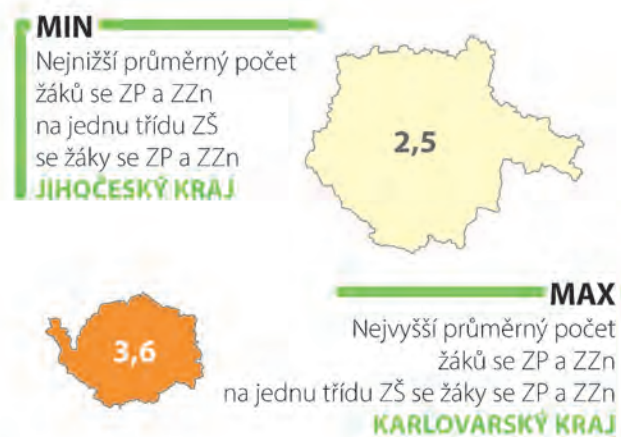 MIN
Nejnižší průměrný počet
žáků se ZP a ZZn
na jednu třídu ZŠ
se žáky se ZP a ZZn
JIHOČESKÝ KRAJ
2,5
3,6
MAX
Nejvyšší průměrný počet
žáků se ZP a ZZn
na jednu třídu ZŠ se žáky se ZP a ZZn
KARLOVARSKÝ KRAJ